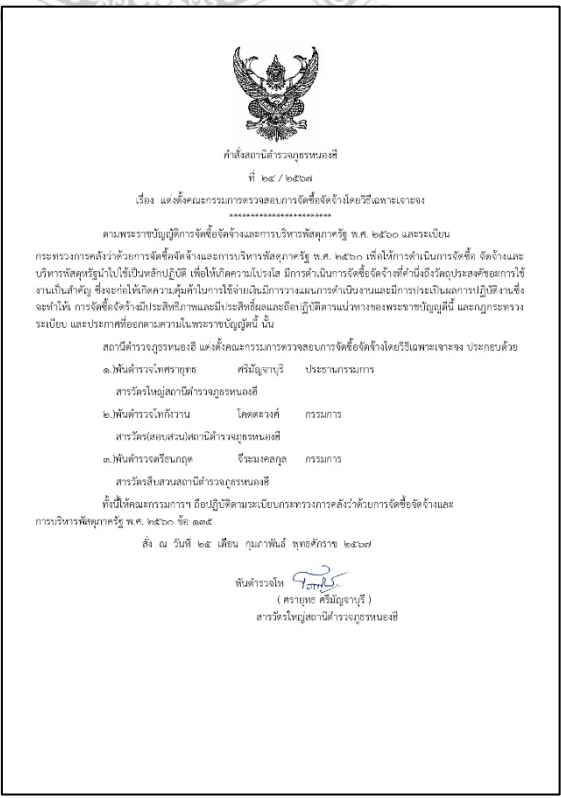 คำสั่งสถานีตำรวจภูธรหนองฮี
ที่ ๒๔ / ๒๕๖๗
เรื่อง แต่งตั้งคณะกรรมการตรวจสอบการจัดซื้อจัดจ้างโดยวิธีเฉพาะเจาะจง
************************
ตามพระราชบัญญัติการจัดซื้อจัดจ้างและการบริหารพัสดุภาครัฐ พ.ศ. ๒๕๖๐ และระเบียบ
กระทรวงการคลังว่าด้วยการจัดซื้อจัดจ้างและการบริหารพัสดุภาครัฐ พ.ศ. ๒๕๖๐ เพื่อให้การดำเนินการจัดซื้อ จัดจ้างและ
บริหารพัสดุหรัฐนำไปใช้เป็นหลักปฏิบัติ เพื่อให้เกิดความโปร่งใส มีการดำเนินการจัดซื้อจัดจ้างที่คำนึงถึงวัตถุประสงค์ของการใช้
งานเป็นสำคัญ ซึ่งจะก่อให้เกิดความคุ้มค่าในการใช้จ่ายเงินมีการวางแผนการดำเนินงานและมีการประเมินผลการปฏิบัติงานซึ่ง
จะทำให้ การจัดซื้อจัดจ้างมีประสิทธิภาพและมีประสิทธิผลและถือปฏิบัติตามแนวทางของพระราชบัญญัตินี้ และกฎกระทรวง
ระเบียบ และประกาศที่ออกตามความในพระราชบัญญัตินี้ นั้น
สถานีตำรวจภูธรหนองฮี แต่งตั้งคณะกรรมการตรวจสอบการจัดซื้อจัดจ้างโดยวิธีเฉพาะเจาะจง ประกอบด้วย
๑.)พันตำรวจโทศรายุทธ ศรีมัญจาบุรี ประธานกรรมการ
สารวัตรใหญ่สถานีตำรวจภูธรหนองฮี
๒.)พันตำรวจโทกังวาน โคตตะวงศ์ กรรมการ
สารวัตร(สอบสวน)สถานีตำรวจภูธรหนองฮี
๓.)พันตำรวจตรีธนกฤต จีระมงคลกุล กรรมการ
สารวัตรสืบสวนสถานีตำรวจภูธรหนองฮี
ทั้งนี้ให้คณะกรรมการฯ ถือปฏิบัติตามระเบียบกระทรวงการคลังว่าด้วยการจัดซื้อจัดจ้างและ
การบริหารพัสดุภาครัฐ พ.ศ. ๒๕๖๐ ข้อ ๑๓๕
สั่ง ณ วันที่ ๒๕ เดือน กุมภาพันธ์ พุทธศักราช ๒๕๖๗
พันตำรวจโท
( ศรายุทธ ศรีมัญจาบุรี )
สารวัตรใหญ่สถานีตำรวจภูธรหนองฮี